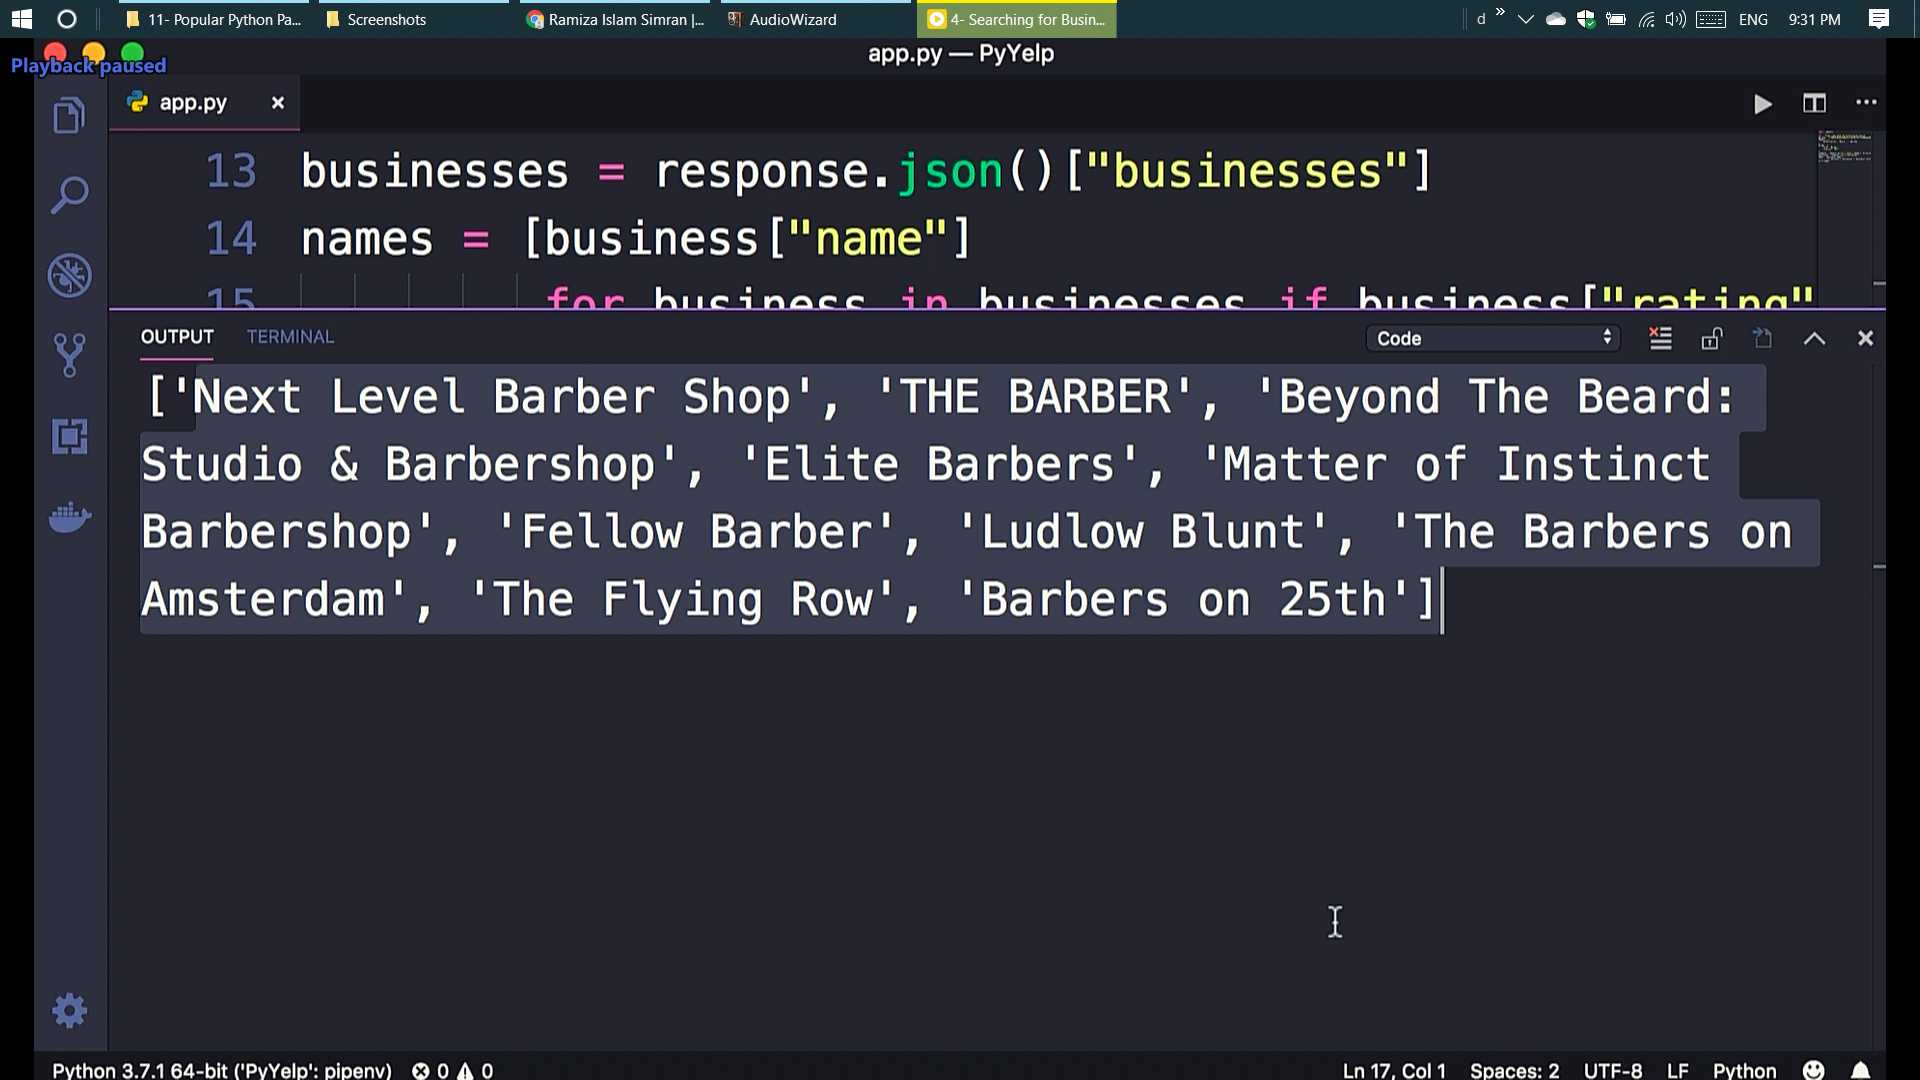 11- Popular Python Pa...
Screenshots
Ramiza Islam Simran |...
AudioWizard
4- Searching for Busin...
d
ENG
9:31 PM
app.py — PyYelp
Playback paused
app.py
13 businesses = response.json()["businesses"]
14 names = [business["name"]
15 for business in businesses if business["rating"
OUTPUT TERMINAL
Code
['Next Level Barber Shop', 'THE BARBER', 'Beyond The Beard:
Studio & Barbershop', 'Elite Barbers', 'Matter of Instinct
Barbershop', 'Fellow Barber', 'Ludlow Blunt', 'The Barbers on
Amsterdam', 'The Flying Row', 'Barbers on 25th']
Python 3.7.1 64-bit ('PyYelp': pipenv) 0 0 Ln 17, Col 1 Spaces: 2 UTF-8 LF Python